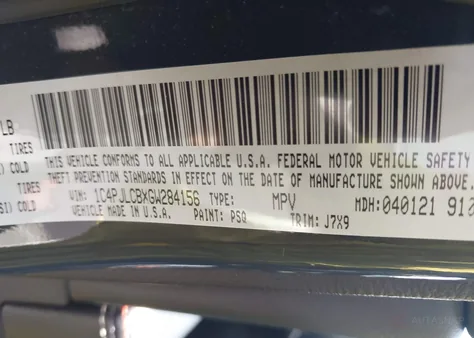 LB
TIRES
COLD
TIRES
SI) COLD
THIS VEHICLE CONFORMS TO ALL APPLICABLE U.S.A. FEDERAL MOTOR VEHICLE SAFETY
THEFT PREVENTION STANDARDS IN EFFECT ON THE DATE OF MANUFACTURE SHOWN ABOVE.
VIN: 1C4PJLCBXGW284156 TYPE: MPV MDH: 040121 910
VEHICLE MADE IN U.S.A. PAINT: PSQ TRIM: J7X9